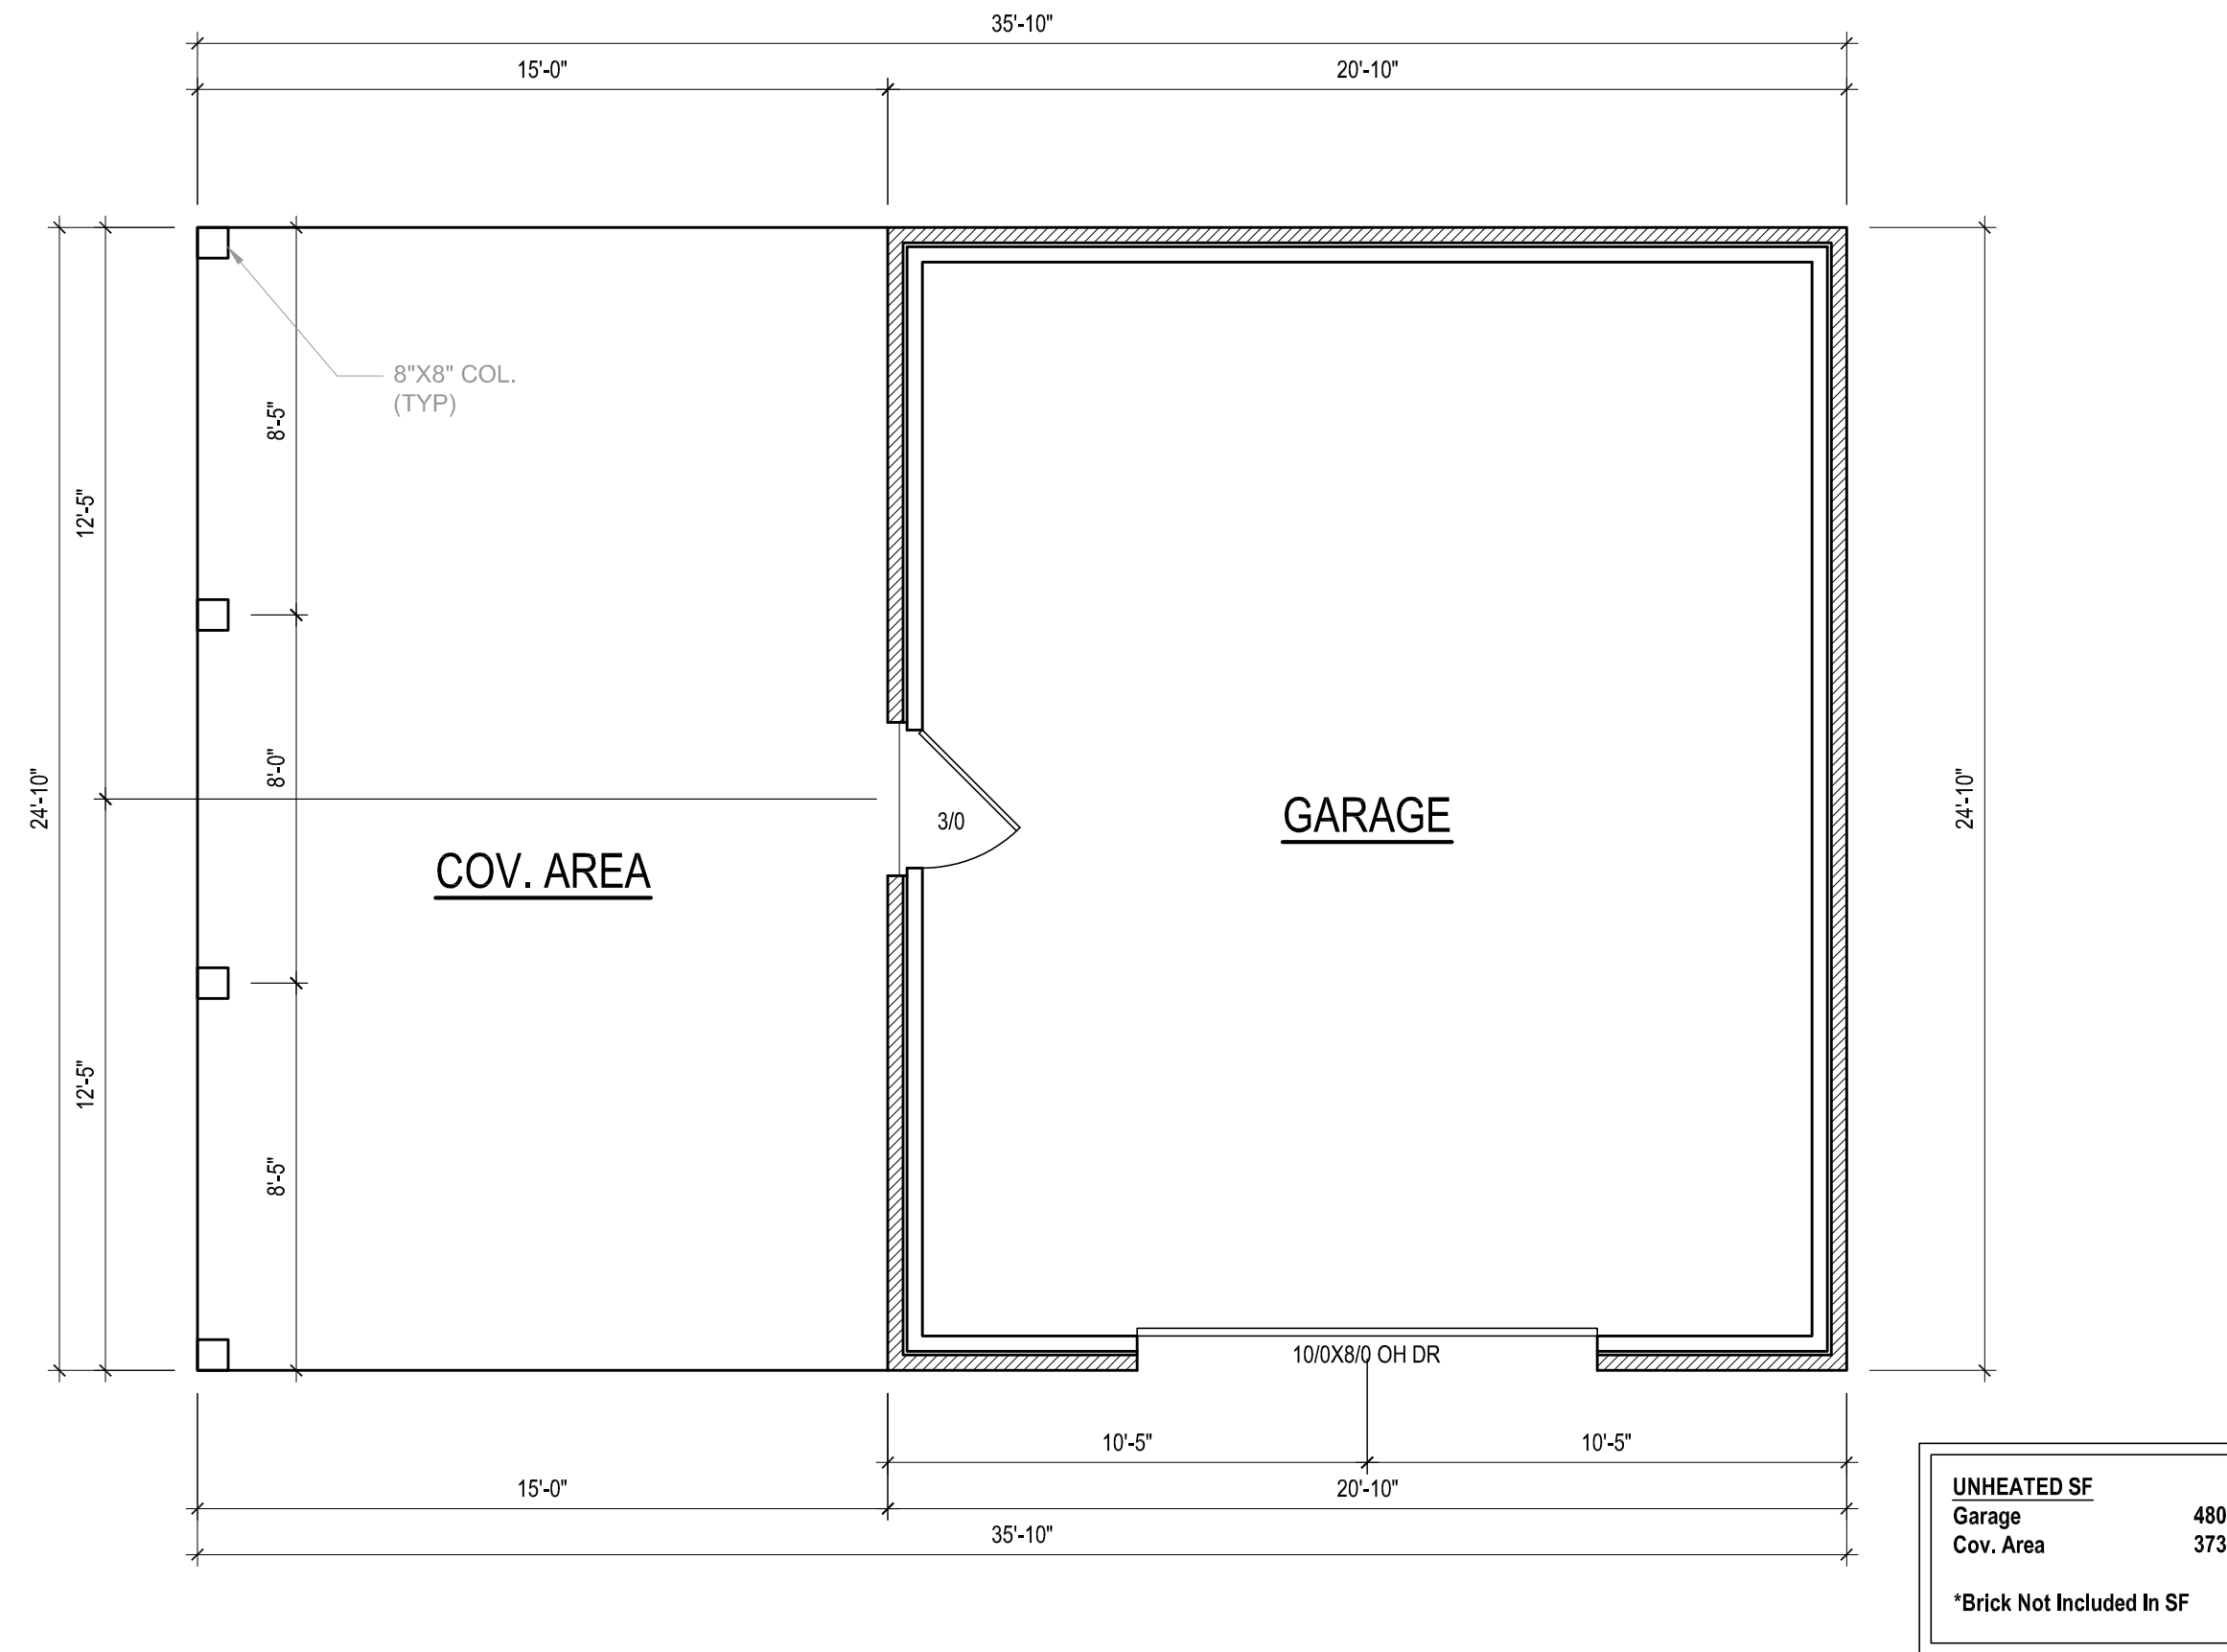 35'-10"
15'-0"
20'-10"
8"X8" COL.
(TYP)
8'-5"
12'-5"
8'-0"
24'-10"
24'-10"
3/0
GARAGE
COV. AREA
12'-5"
8'-5"
10/0X8/0 OH DR
10'-5"
10'-5"
15'-0"
20'-10"
35'-10"
UNHEATED SF
Garage 480
Cov. Area 373
*Brick Not Included In SF